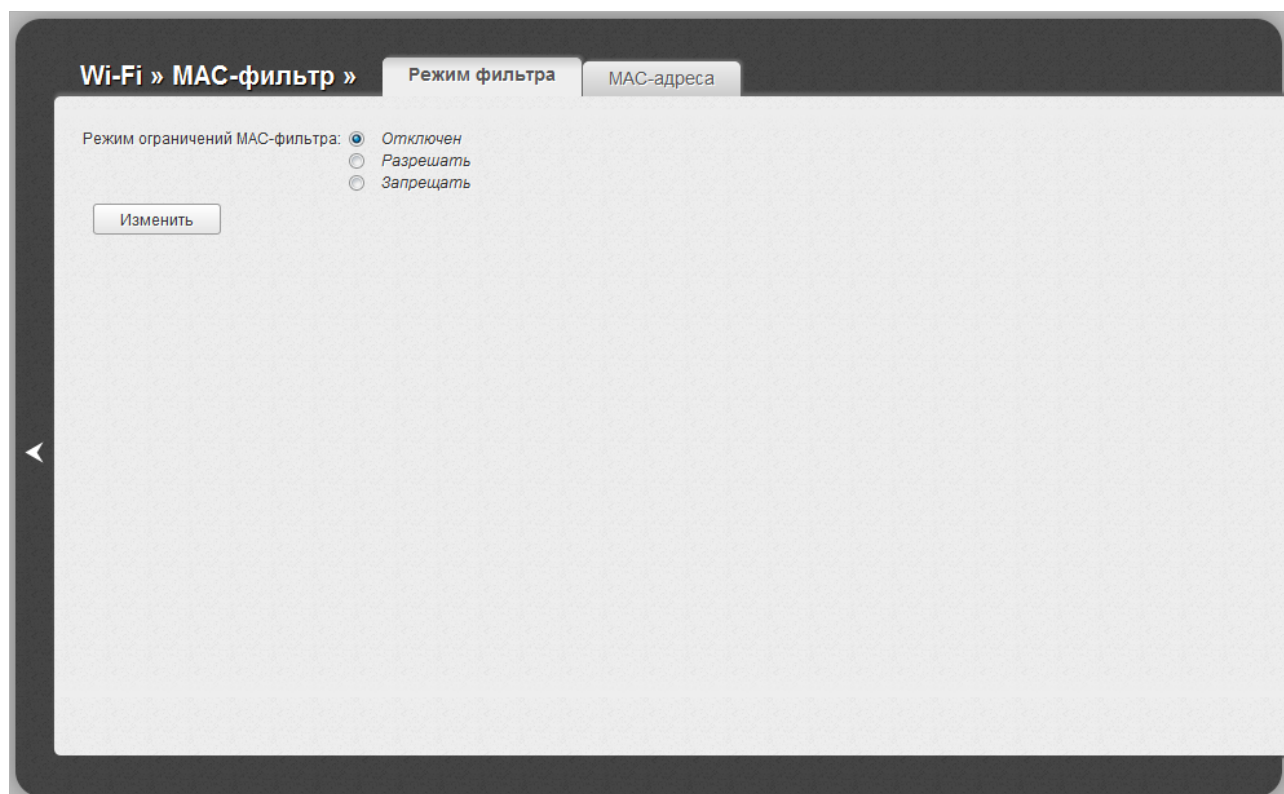 Wi-Fi » MAC-фильтр » Режим фильтра MAC-адреса
Режим ограничений MAC-фильтра: Отключен
Разрешать
Запрещать
Изменить